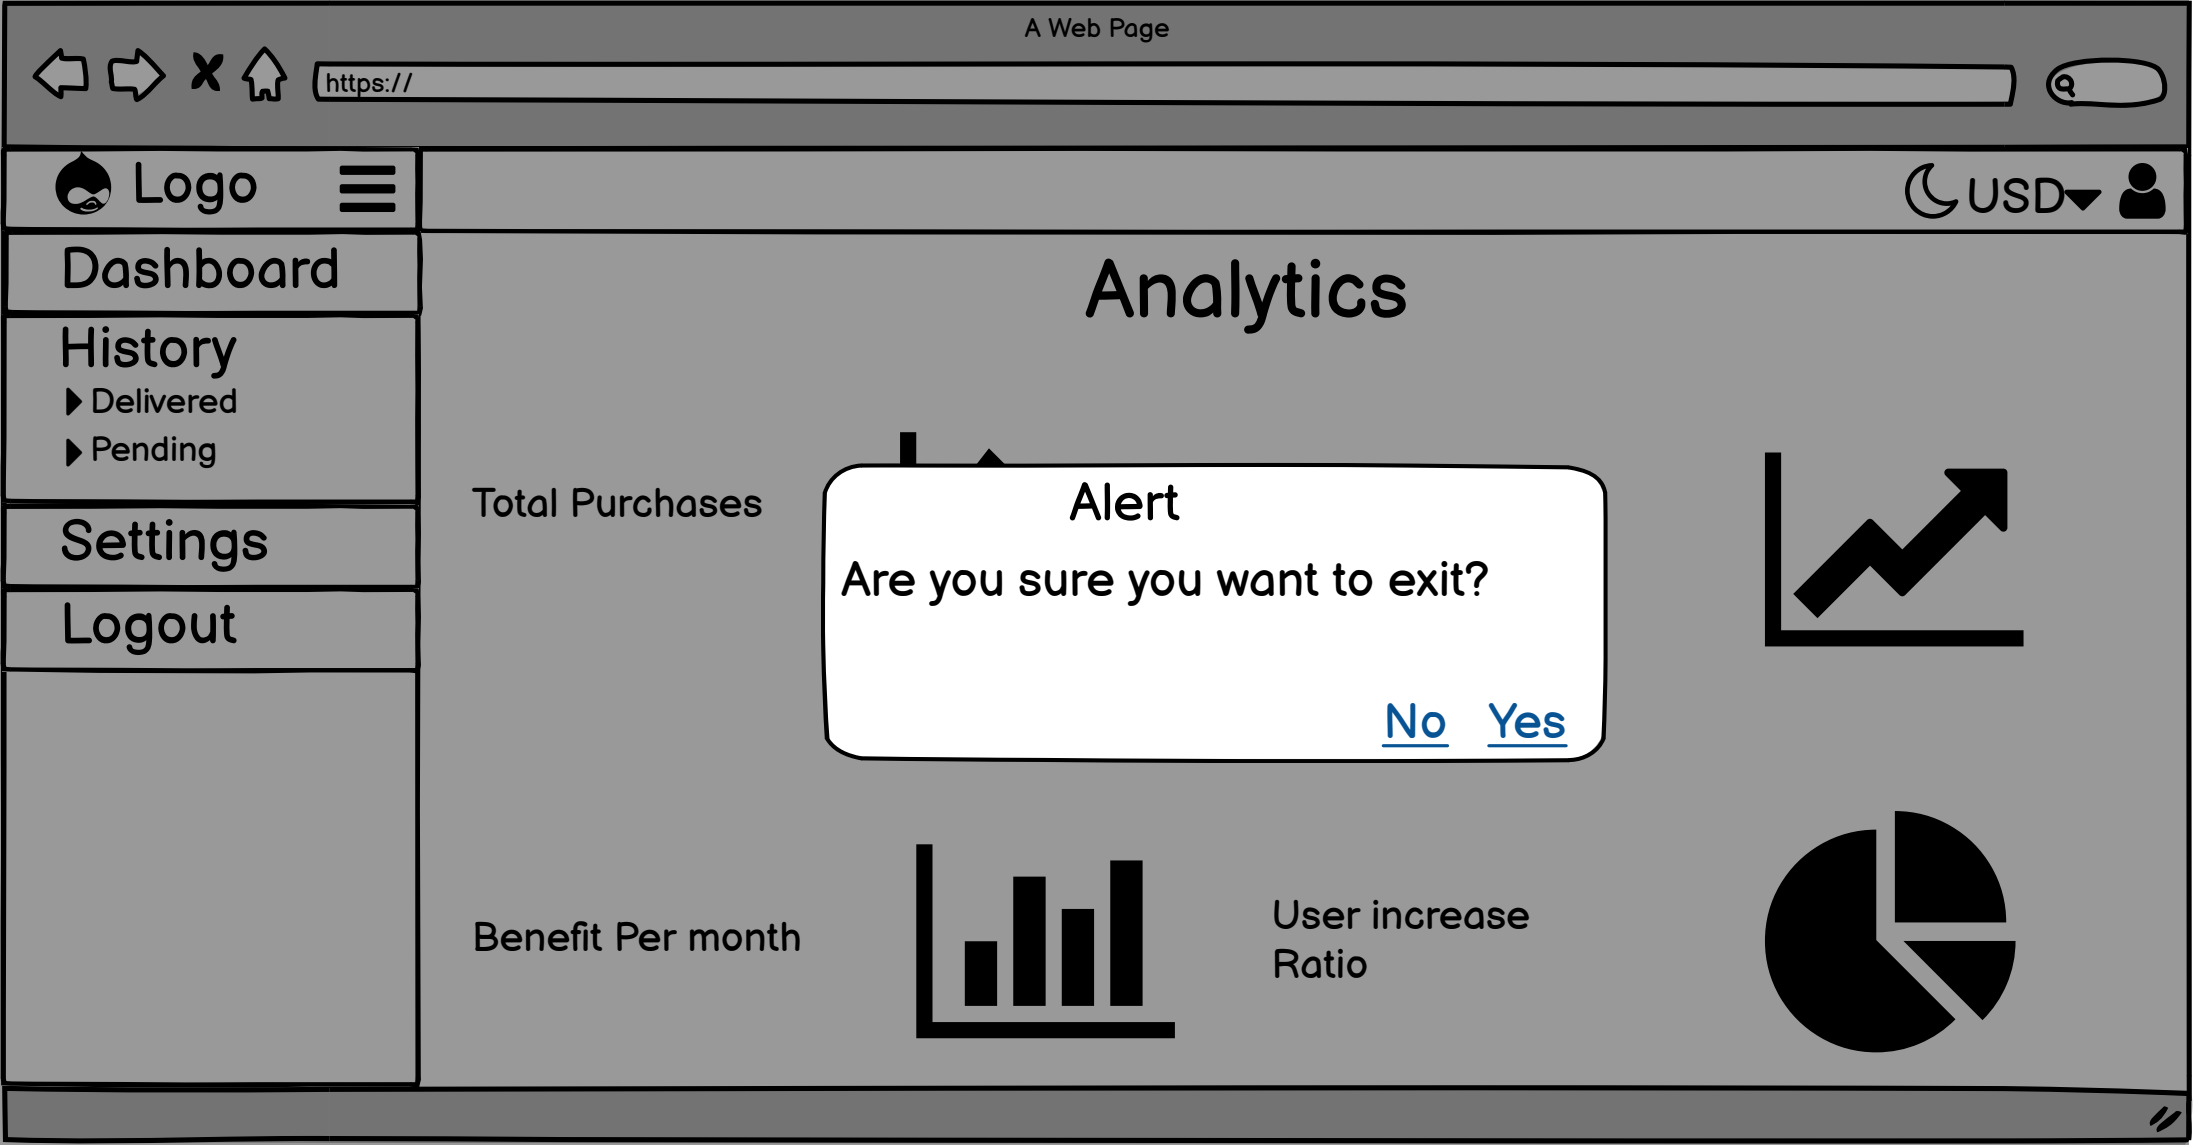 A Web Page
https://
Logo
USD
Dashboard
Analytics
History
Delivered
Pending
Total Purchases
Alert
Are you sure you want to exit?
Settings
Logout
No Yes
Benefit Per month
User increase
Ratio